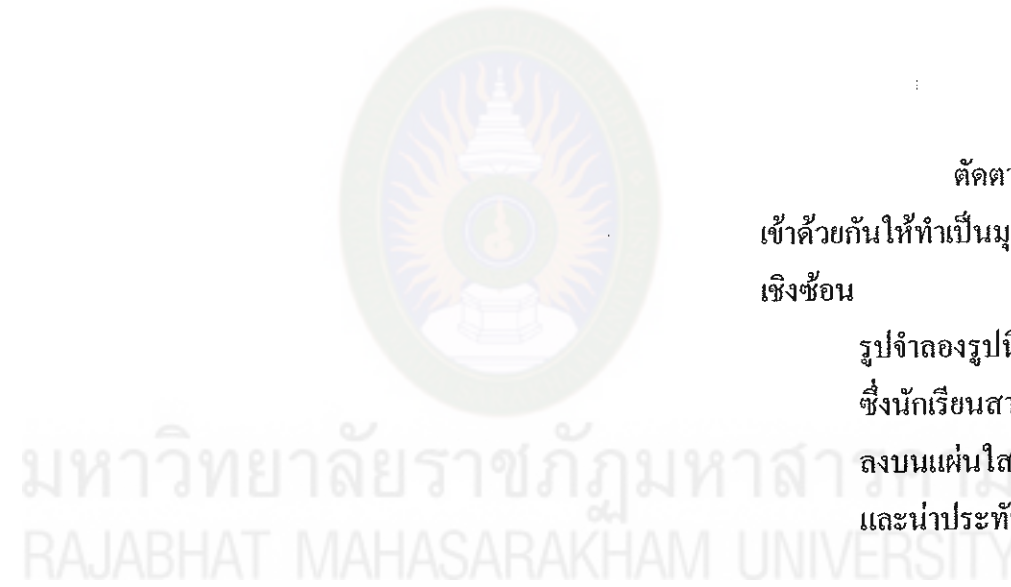 ตัดตา
เข้าด้วยกันให้ทำเป็นมุ
เชิงซ้อน
รูปจำลองรูปนี
ซึ่งนักเรียนสา
ลงบนแผ่นใส
และน่าประทั
มหาวิทยาลัยราชภัฏมหาสารคาม
RAJABHAT MAHASARAKHAM UNIVERSITY